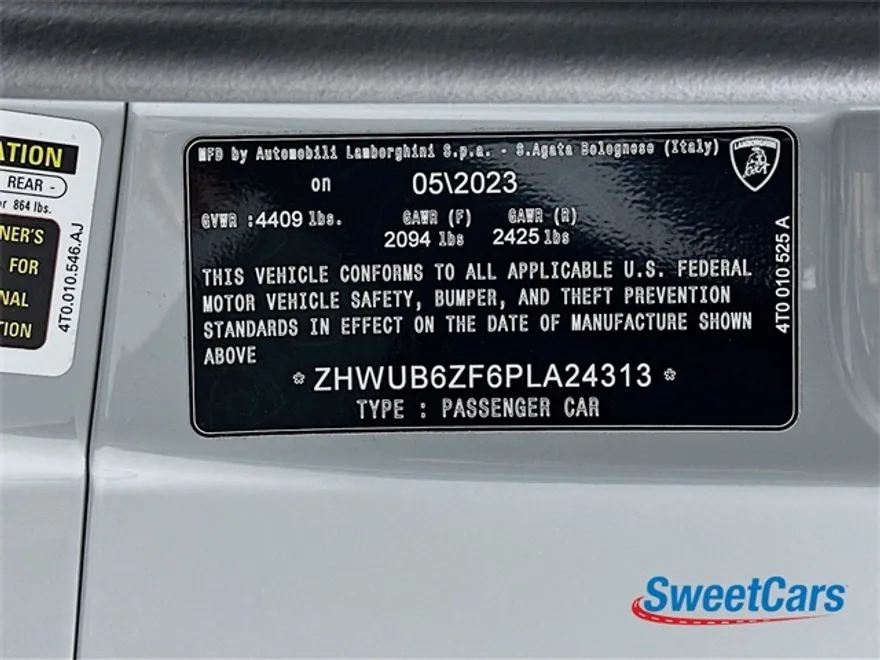 ATION
REAR -
or 864 lbs.
NER'S
FOR
NAL
TION
4T0.010.546.AJ
MFD by Automobili Lamborghini S.p.a. - S.Agata Bolognese (Italy)
LAMBORGHINI
on 05\2023
GVWR :4409 lbs. GAWR (F) GAWR (R)
2094 lbs 2425 lbs
THIS VEHICLE CONFORMS TO ALL APPLICABLE U.S. FEDERAL
MOTOR VEHICLE SAFETY, BUMPER, AND THEFT PREVENTION
STANDARDS IN EFFECT ON THE DATE OF MANUFACTURE SHOWN
ABOVE
* ZHWUB6ZF6PLA24313 *
TYPE : PASSENGER CAR
4T0 010 525 A
SweetCars